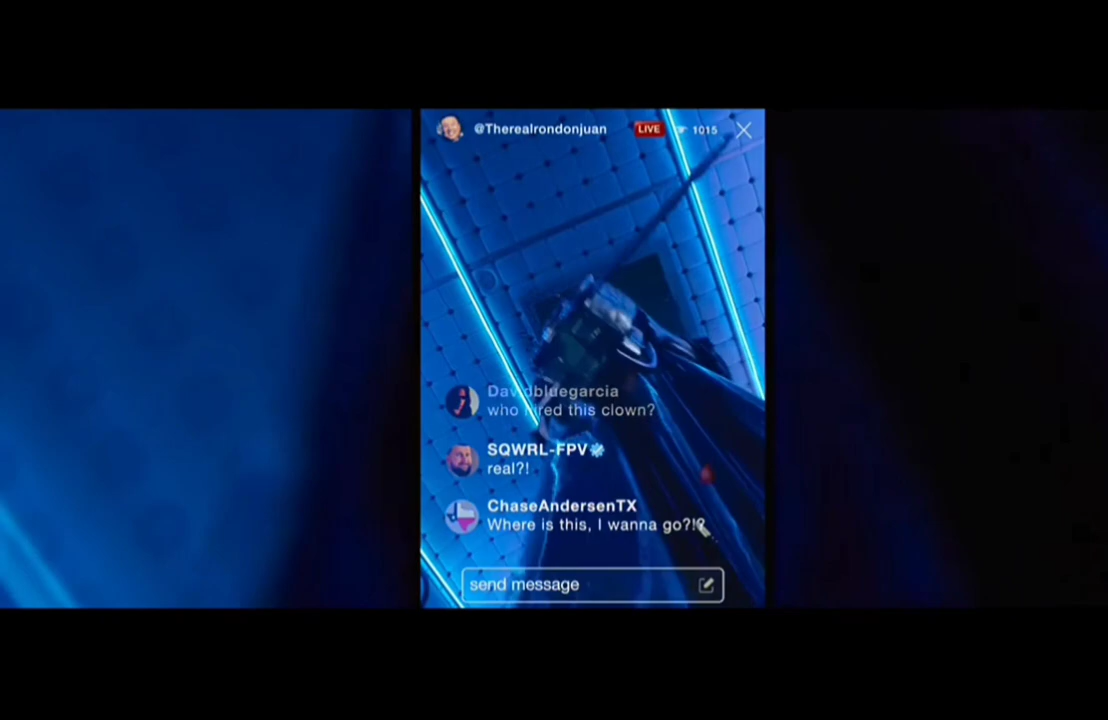 @Therealrondonjuan LIVE 1015
Davidbluegarcia
who hired this clown?
SQWRL-FPV
real?!
ChaseAndersenTX
Where is this, I wanna go?!?
send message